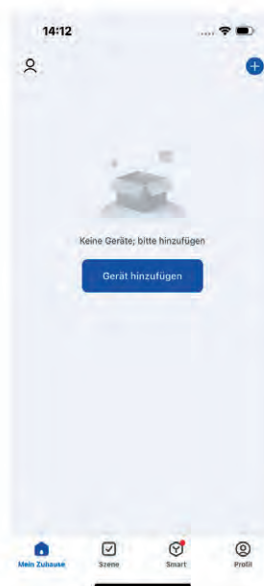 14:12
Keine Geräte; bitte hinzufügen
Gerät hinzufügen
Mein Zuhause
Szene
Smart
Profil